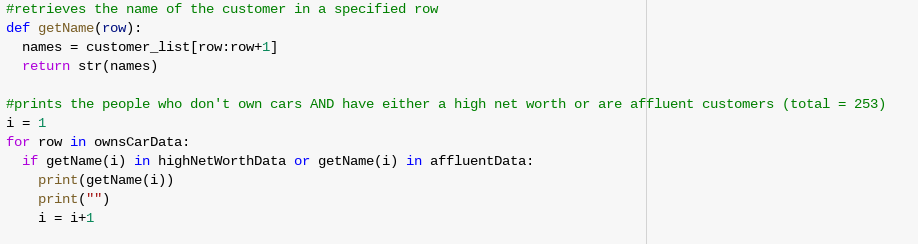 #retrieves the name of the customer in a specified row
def getName(row):
  names = customer_list[row:row+1]
  return str(names)

#prints the people who don't own cars AND have either a high net worth or are affluent customers (total = 253)
i = 1
for row in ownsCarData:
  if getName(i) in highNetWorthData or getName(i) in affluentData:
    print(getName(i))
    print("")
    i = i+1